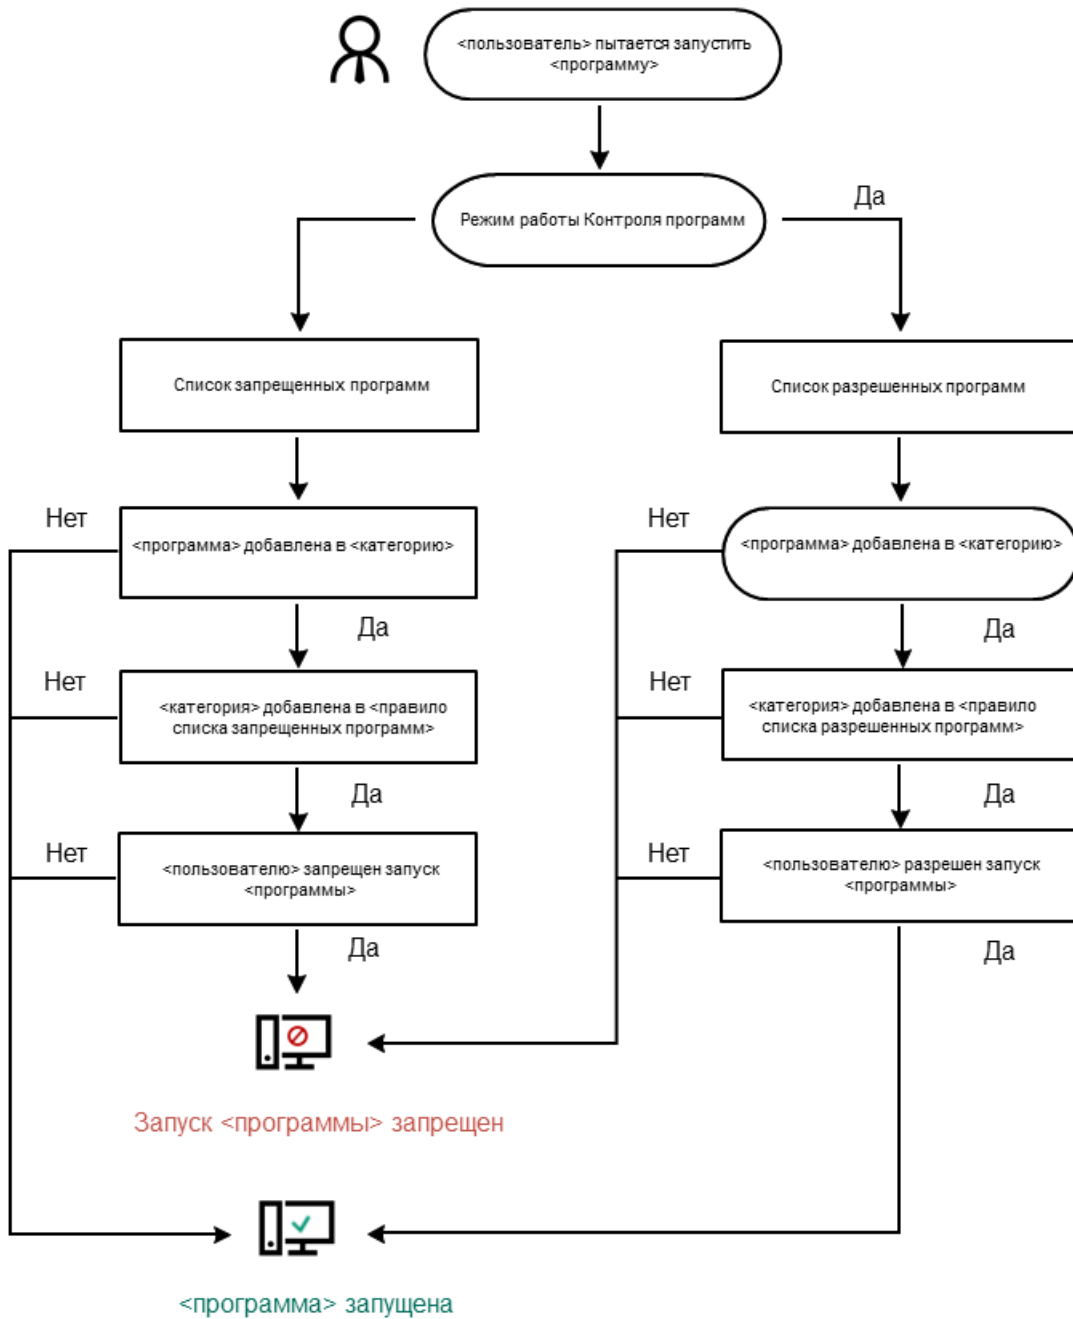 <пользователь> пытается запустить
<программу>
Режим работы Контроля программ
Да
Список запрещенных программ
Список разрешенных программ
Нет
<программа> добавлена в <категорию>
Нет
<программа> добавлена в <категорию>
Да
Да
Нет
<категория> добавлена в <правило
списка запрещенных программ>
Нет
<категория> добавлена в <правило
списка разрешенных программ>
Да
Да
Нет
<пользователю> запрещен запуск
<программы>
Нет
<пользователю> разрешен запуск
<программы>
Да
Да
Запуск <программы> запрещен
<программа> запущена